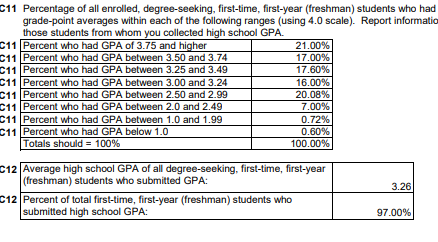 C11 Percentage of all enrolled, degree-seeking, first-time, first-year (freshman) students who had
grade-point averages within each of the following ranges (using 4.0 scale). Report informatio
those students from whom you collected high school GPA.
C11 Percent who had GPA of 3.75 and higher 21.00%
C11 Percent who had GPA between 3.50 and 3.74 17.00%
C11 Percent who had GPA between 3.25 and 3.49 17.60%
C11 Percent who had GPA between 3.00 and 3.24 16.00%
C11 Percent who had GPA between 2.50 and 2.99 20.08%
C11 Percent who had GPA between 2.0 and 2.49 7.00%
C11 Percent who had GPA between 1.0 and 1.99 0.72%
C11 Percent who had GPA below 1.0 0.60%
Totals should = 100% 100.00%
C12 Average high school GPA of all degree-seeking, first-time, first-year
(freshman) students who submitted GPA: 3.26
C12 Percent of total first-time, first-year (freshman) students who
submitted high school GPA: 97.00%